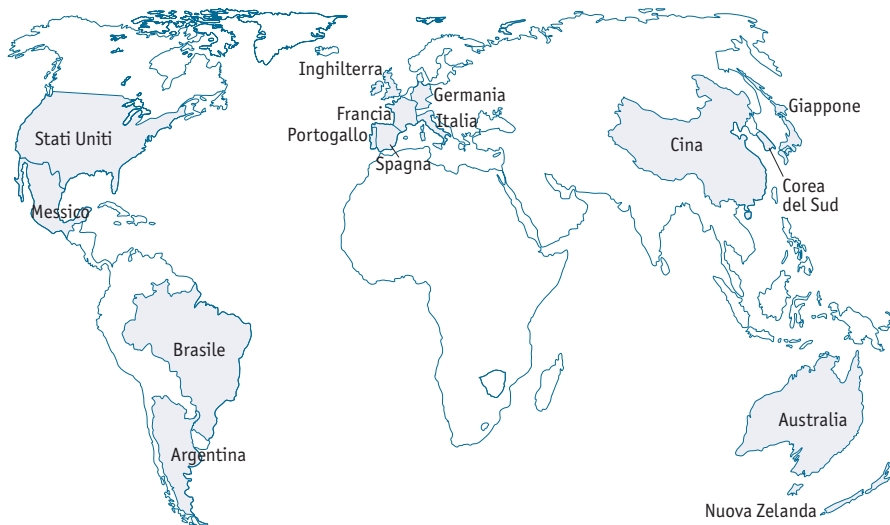 Inghilterra
Germania
Francia
Italia
Portogallo
Spagna
Stati Uniti
Messico
Giappone
Cina
Corea
del Sud
Brasile
Argentina
Australia
Nuova Zelanda